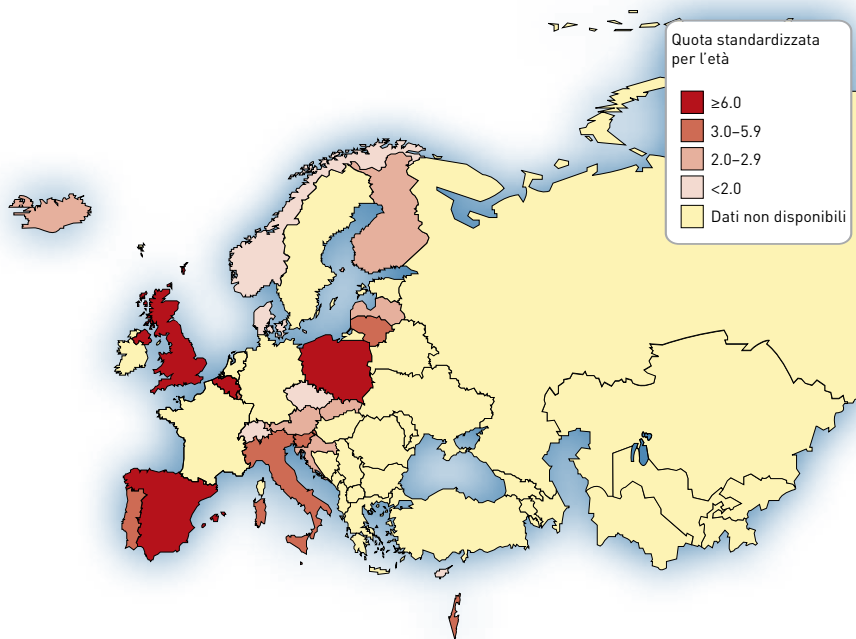 Quota standardizzata
per l'età
≥6.0
3.0–5.9
2.0–2.9
<2.0
Dati non disponibili